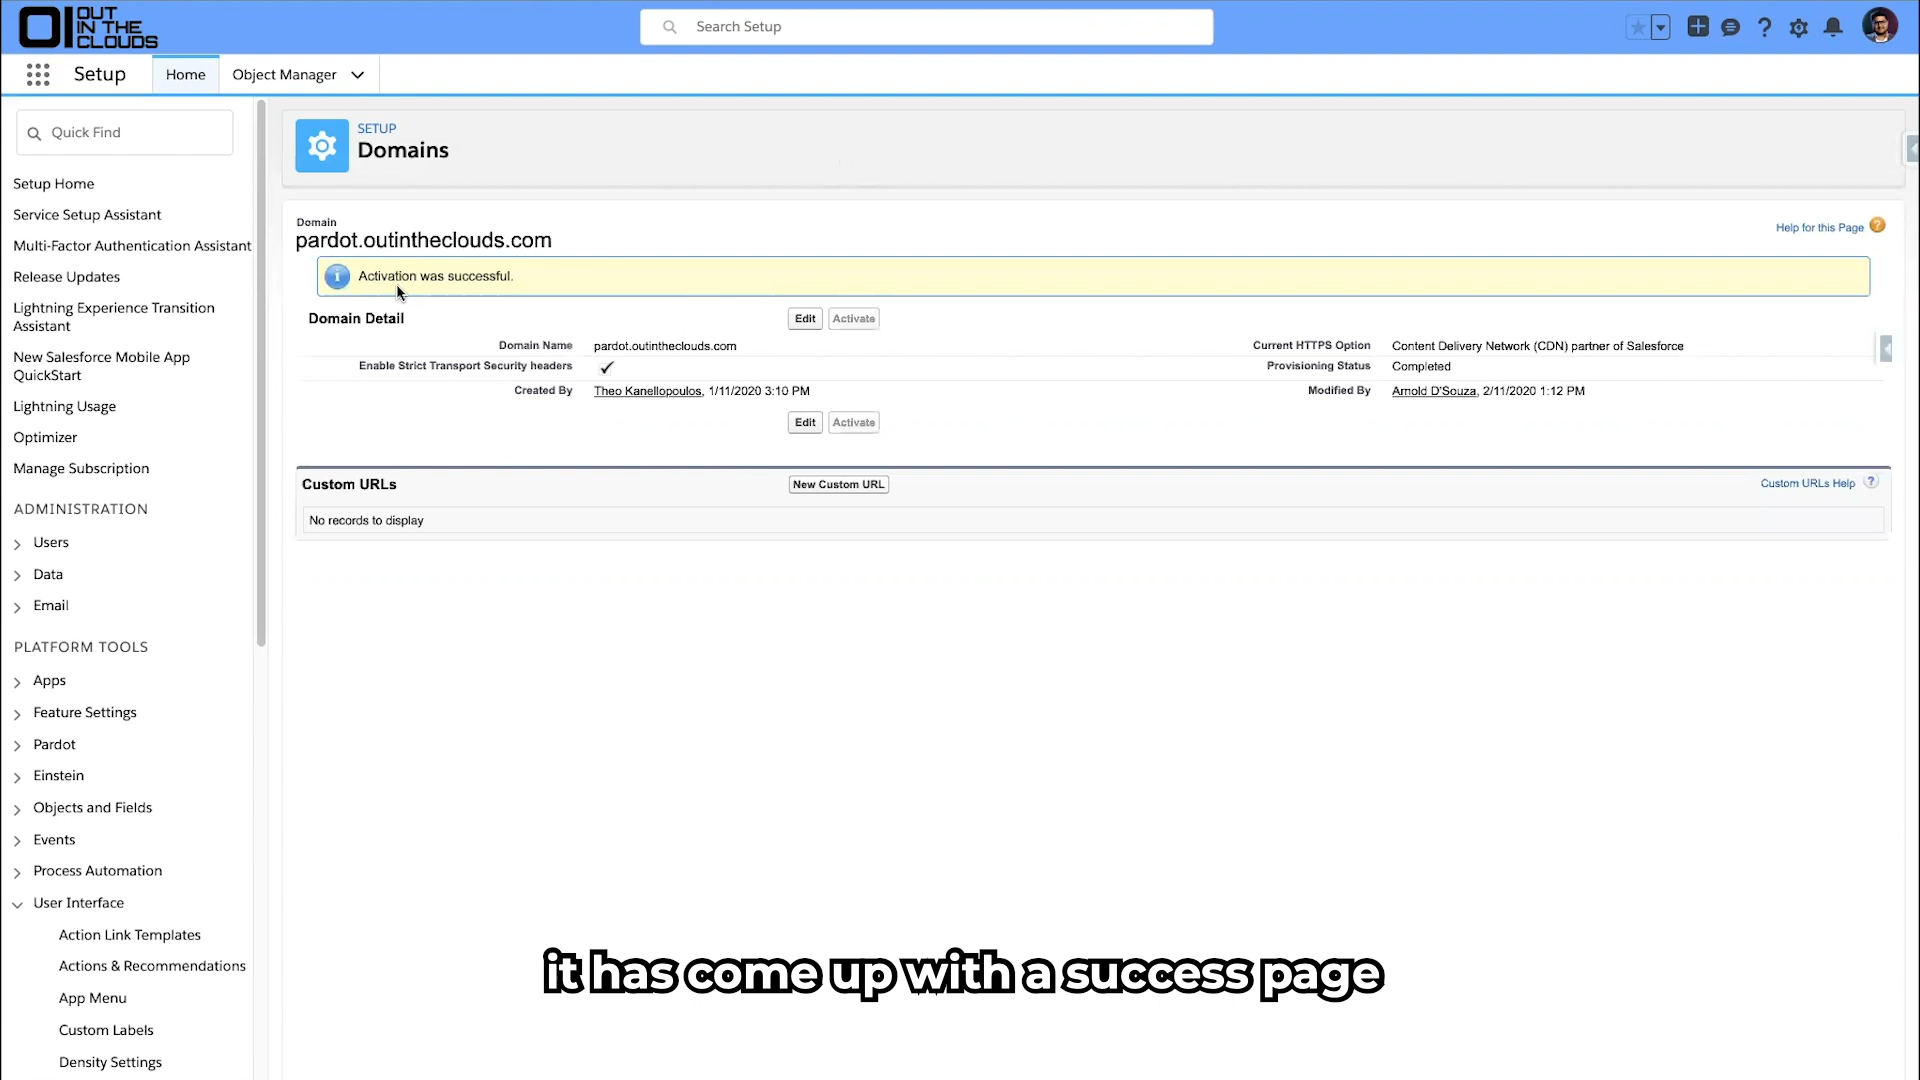 OI OUT
IN THE
CLOUDS
Search Setup
Setup
Home
Object Manager
Quick Find
Setup Home
Service Setup Assistant
Multi-Factor Authentication Assistant
Release Updates
Lightning Experience Transition
Assistant
New Salesforce Mobile App
QuickStart
Lightning Usage
Optimizer
Manage Subscription
ADMINISTRATION
Users
Data
Email
PLATFORM TOOLS
Apps
Feature Settings
Pardot
Einstein
Objects and Fields
Events
Process Automation
User Interface
Action Link Templates
Actions & Recommendations
App Menu
Custom Labels
Density Settings
SETUP
Domains
Domain
pardot.outintheclouds.com
Help for this Page
Activation was successful.
Domain Detail
Edit Activate
Domain Name pardot.outintheclouds.com Current HTTPS Option Content Delivery Network (CDN) partner of Salesforce
Enable Strict Transport Security headers Provisioning Status Completed
Created By Theo Kanellopoulos, 1/11/2020 3:10 PM Modified By Arnold D'Souza, 2/11/2020 1:12 PM
Edit Activate
Custom URLs New Custom URL Custom URLs Help ?
No records to display
it has come up with a success page